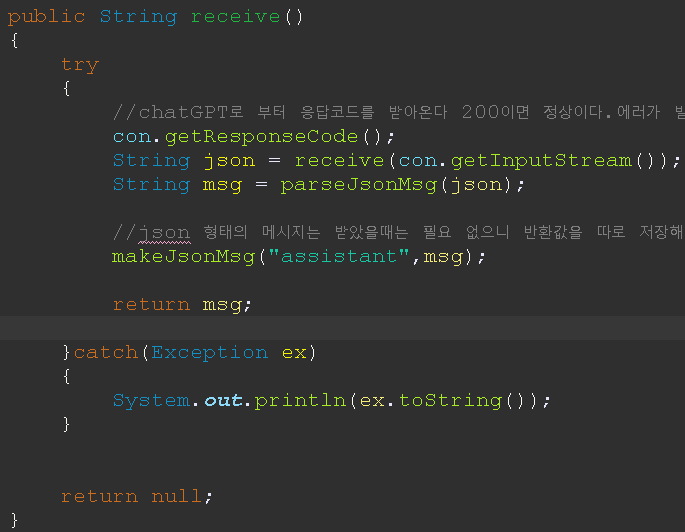 public String receive()
{
try
{
//chatGPT로 부터 응답코드를 받아온다 200이면 정상이다.에러가
con.getResponseCode();
String json = receive(con.getInputStream());
String msg = parseJsonMsg(json);
//json 형태의 메시지는 받았을때는 필요 없으니 반환값을 따로 저장해
makeJsonMsg("assistant",msg);
return msg;
}catch(Exception ex)
{
System.out.println(ex.toString());
}
return null;
}